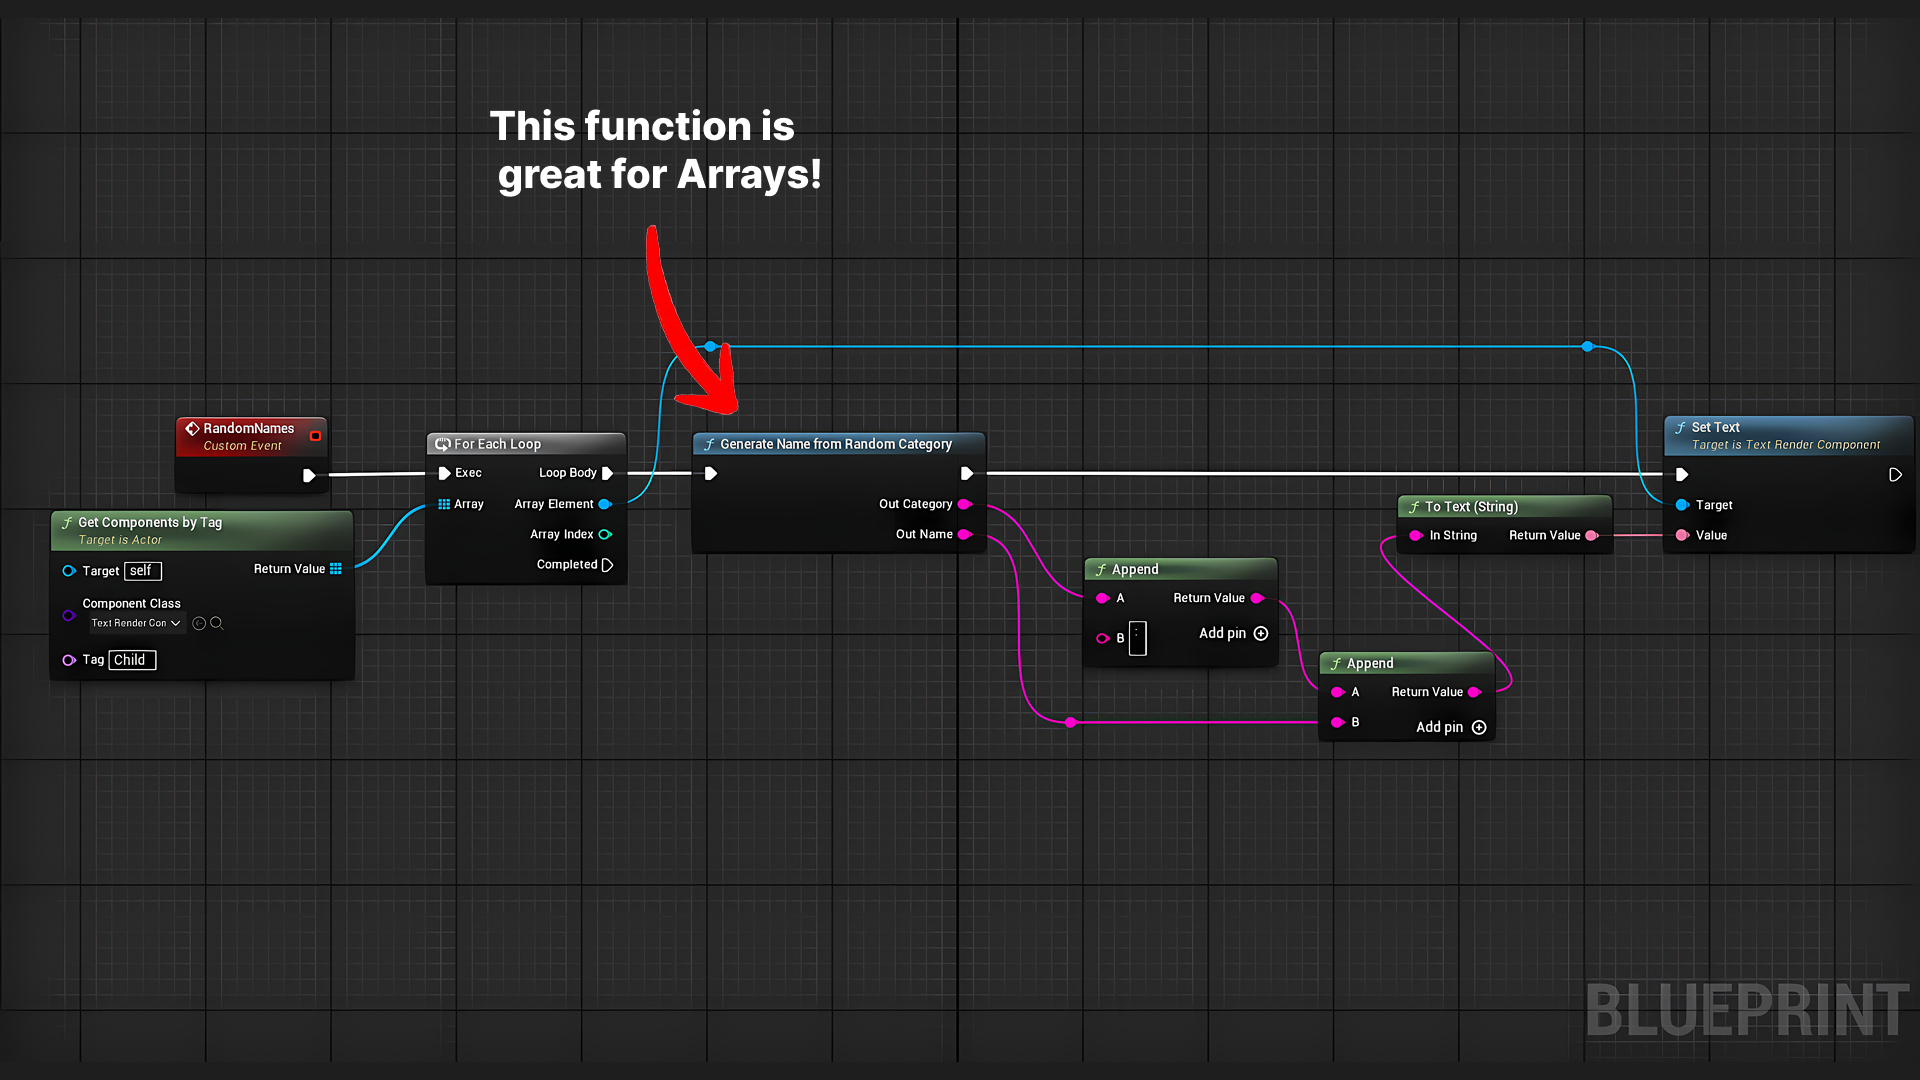 This function is
great for Arrays!
RandomNames
Custom Event
Get Components by Tag
Target is Actor
Target self
Return Value
Component Class
Text Render Con
Tag Child
For Each Loop
Exec
Loop Body
Array
Array Element
Array Index
Completed
Generate Name from Random Category
Out Category
Out Name
Append
A
Return Value
B :
Add pin
Append
A
Return Value
B
Add pin
To Text (String)
In String
Return Value
Set Text
Target is Text Render Component
Target
Value
BLUEPRINT